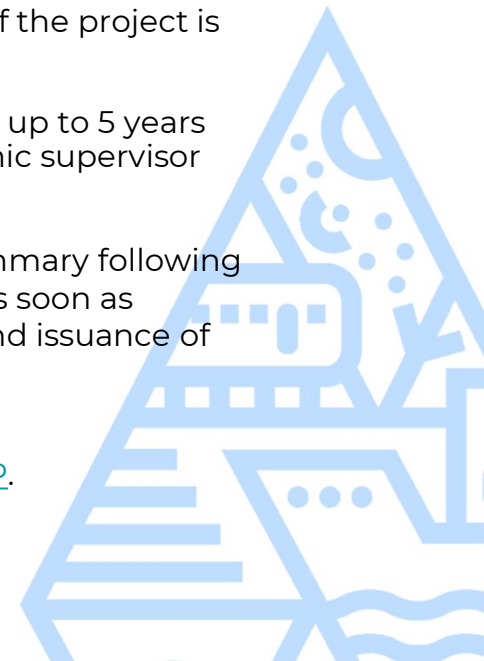 f the project is
up to 5 years
nic supervisor
nmary following
s soon as
nd issuance of